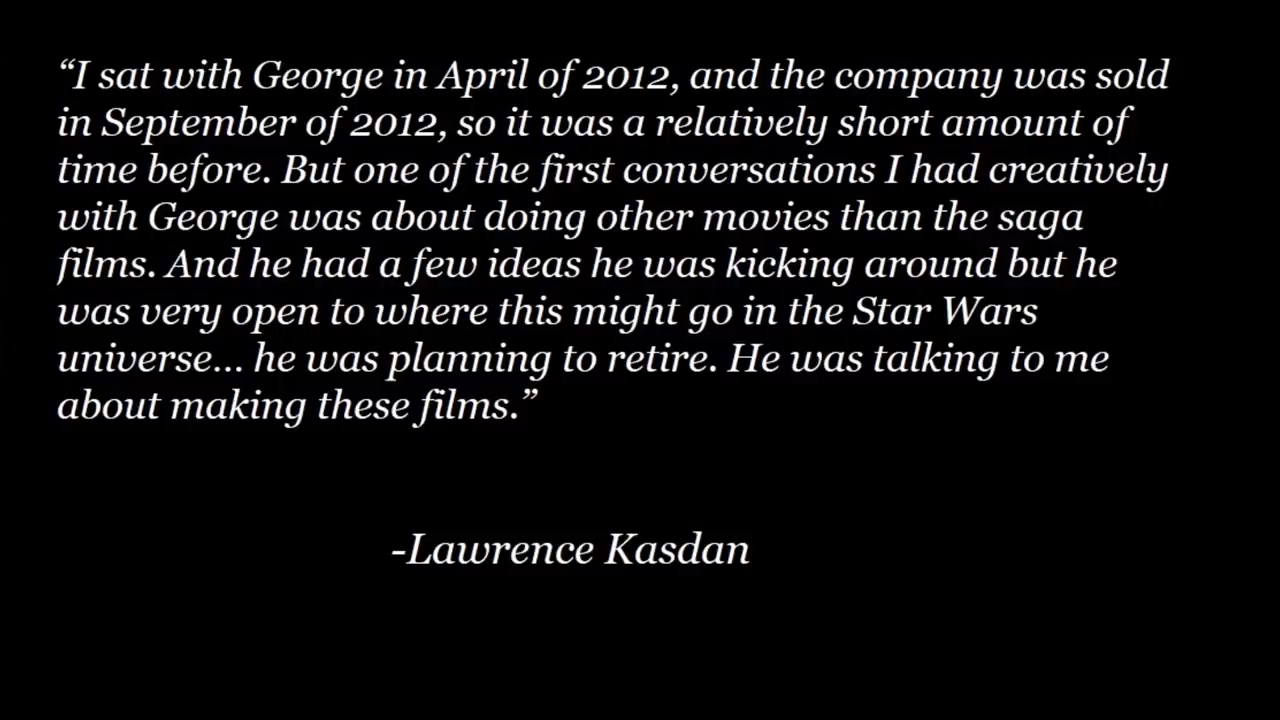 “I sat with George in April of 2012, and the company was sold
in September of 2012, so it was a relatively short amount of
time before. But one of the first conversations I had creatively
with George was about doing other movies than the saga
films. And he had a few ideas he was kicking around but he
was very open to where this might go in the Star Wars
universe... he was planning to retire. He was talking to me
about making these films.”
-Lawrence Kasdan